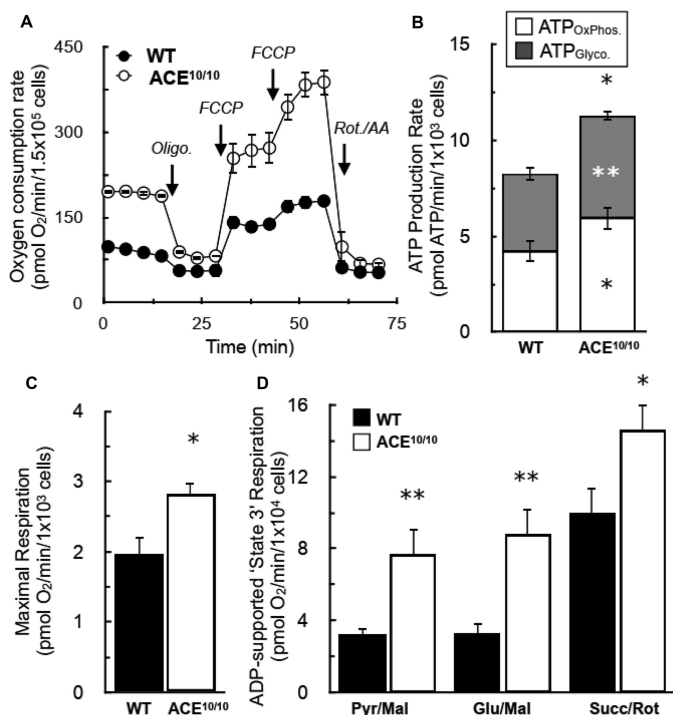 A
WT
ACE10/10
Oligo.
FCCP
FCCP
Rot./AA
Oxygen consumption rate
(pmol O2/min/1.5x10⁵ cells)
450
300
150
0
0
25
50
75
Time (min)
B
ATPOxPhos.
ATPGlyco.
ATP Production Rate
(pmol ATP/min/1x10³ cells)
15
10
5
0
*
**
*
WT
ACE10/10
C
Maximal Respiration
(pmol O2/min/1x10³ cells)
4
3
2
1
0
*
WT
ACE10/10
D
WT
ACE10/10
ADP-supported 'State 3' Respiration
(pmol O2/min/1x10⁴ cells)
16
12
8
4
0
**
**
*
Pyr/Mal
Glu/Mal
Succ/Rot